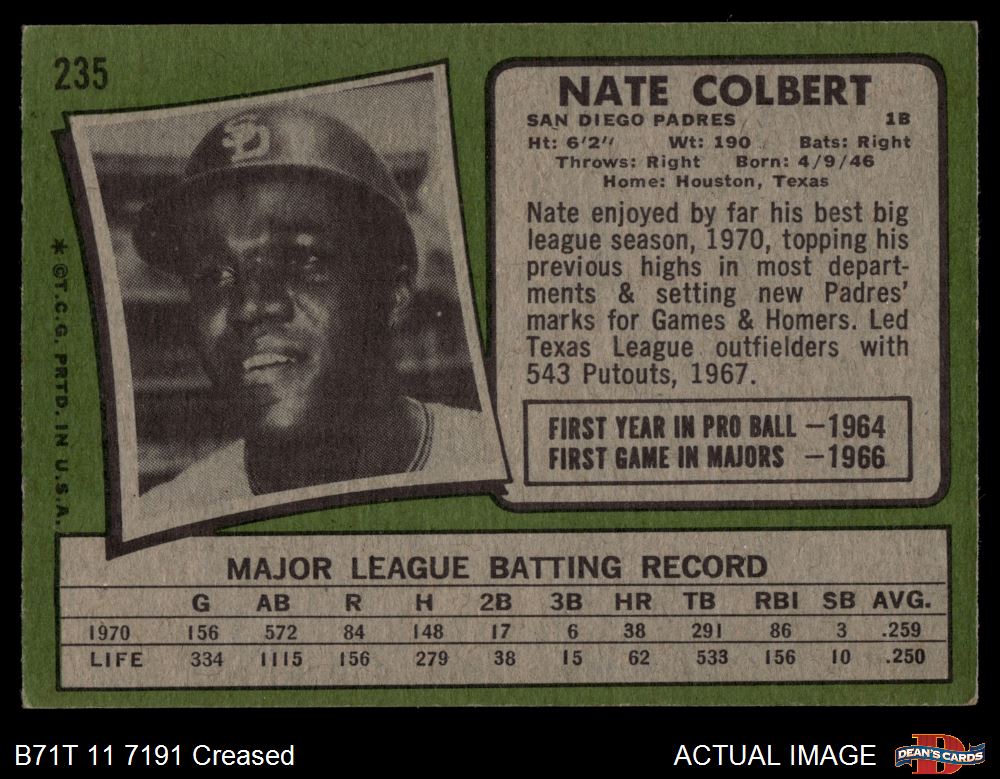 235
NATE COLBERT
SAN DIEGO PADRES 1B
Ht: 6'2" Wt: 190 Bats: Right
Throws: Right Born: 4/9/46
Home: Houston, Texas
Nate enjoyed by far his best big
league season, 1970, topping his
previous highs in most depart-
ments & setting new Padres'
marks for Games & Homers. Led
Texas League outfielders with
543 Putouts, 1967.
FIRST YEAR IN PRO BALL —1964
FIRST GAME IN MAJORS —1966
SD
* ©T.C.G. PRTD. IN U.S.A.
MAJOR LEAGUE BATTING RECORD
G AB R H 2B 3B HR TB RBI SB AVG.
1970 156 572 84 148 17 6 38 291 86 3 .259
LIFE 334 1115 156 279 38 15 62 533 156 10 .250
B71T 11 7191 Creased
ACTUAL IMAGE
DEAN'S CARDS